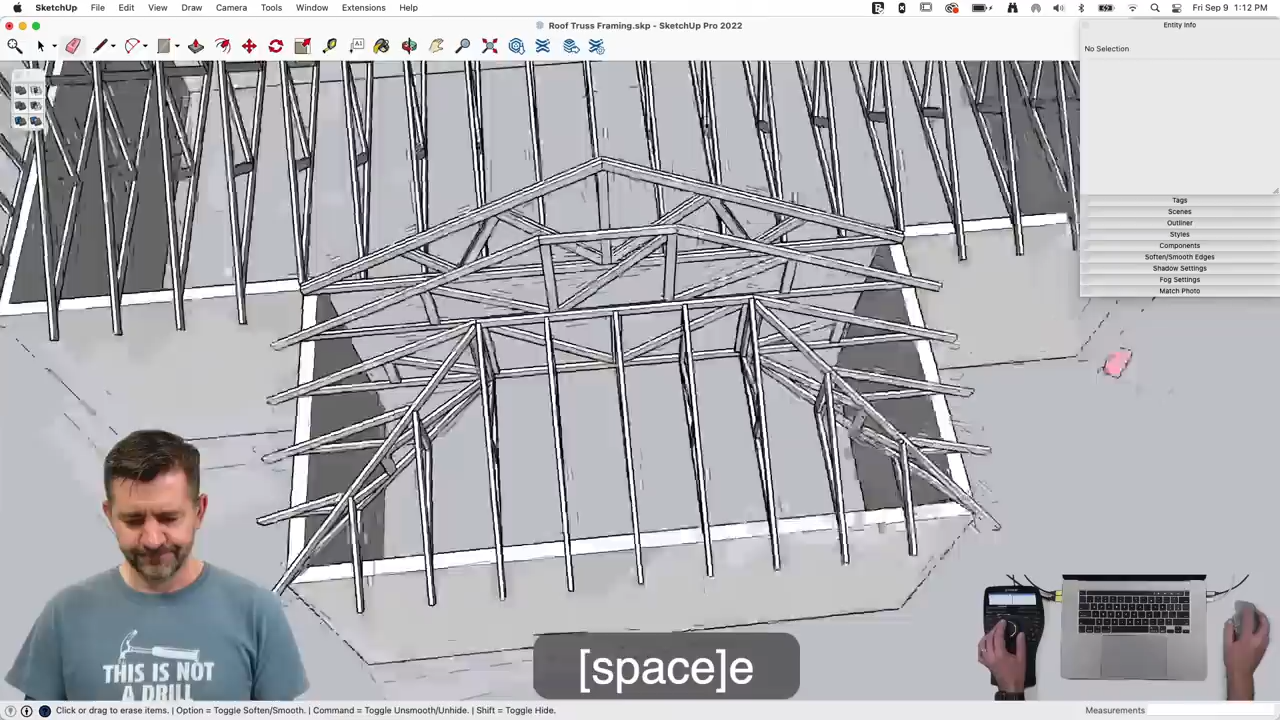 SketchUp File Edit View Draw Camera Tools Window Extensions Help
Fri Sep 9 1:12 PM
Roof Truss Framing.skp - SketchUp Pro 2022
Entity Info
No Selection
Tags
Scenes
Outliner
Styles
Components
Soften/Smooth Edges
Shadow Settings
Fog Settings
Match Photo
THIS IS NOT
A DRILL
[space]e
Click or drag to erase items. | Option = Toggle Soften/Smooth. | Command = Toggle Unsmooth/Unhide. | Shift = Toggle Hide.
Measurements